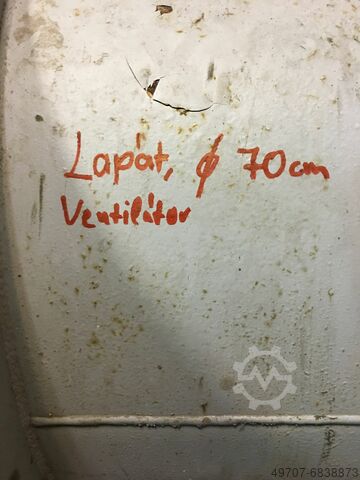 Lapát, ϕ 70cm
Ventilátor
49707-6838873